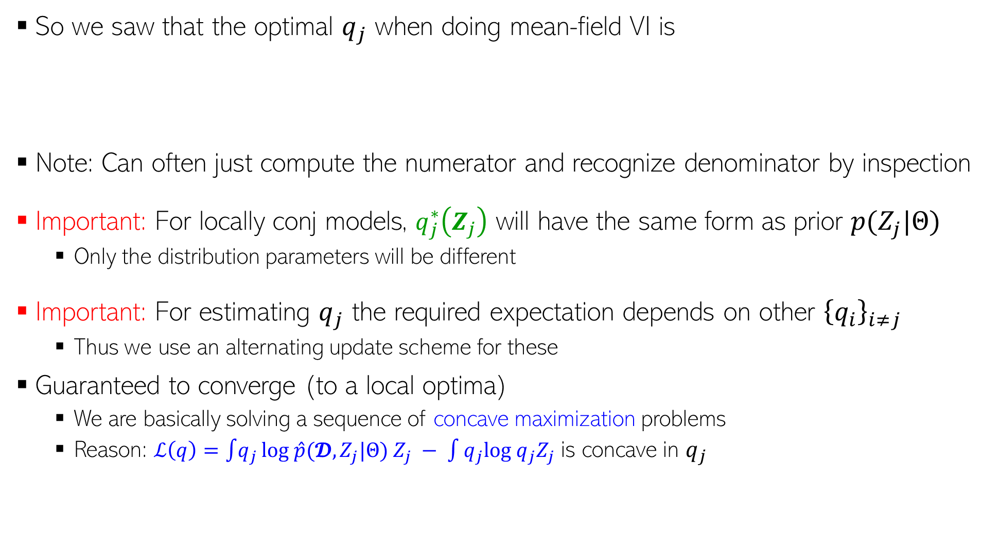 ▪ So we saw that the optimal 𝑞ⱼ when doing mean-field VI is
▪ Note: Can often just compute the numerator and recognize denominator by inspection
▪ Important: For locally conj models, $q_j^*(\boldsymbol{Z}_j)$ will have the same form as prior $p(Z_j|\Theta)$
▪ Only the distribution parameters will be different
▪ Important: For estimating $q_j$ the required expectation depends on other $\{q_i\}_{i \neq j}$
▪ Thus we use an alternating update scheme for these
▪ Guaranteed to converge (to a local optima)
▪ We are basically solving a sequence of concave maximization problems
▪ Reason: $\mathcal{L}(q) = \int q_j \log \hat{p}(\boldsymbol{\mathcal{D}}, Z_j|\Theta) \, Z_j - \int q_j \log q_j Z_j$ is concave in $q_j$